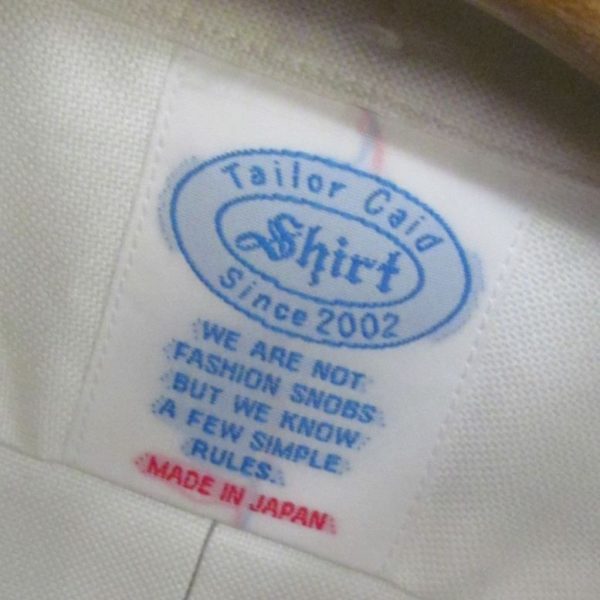 Tailor Caid
Shirt
Since 2002
WE ARE NOT
FASHION SNOBS
BUT WE KNOW
A FEW SIMPLE
RULES.
MADE IN JAPAN